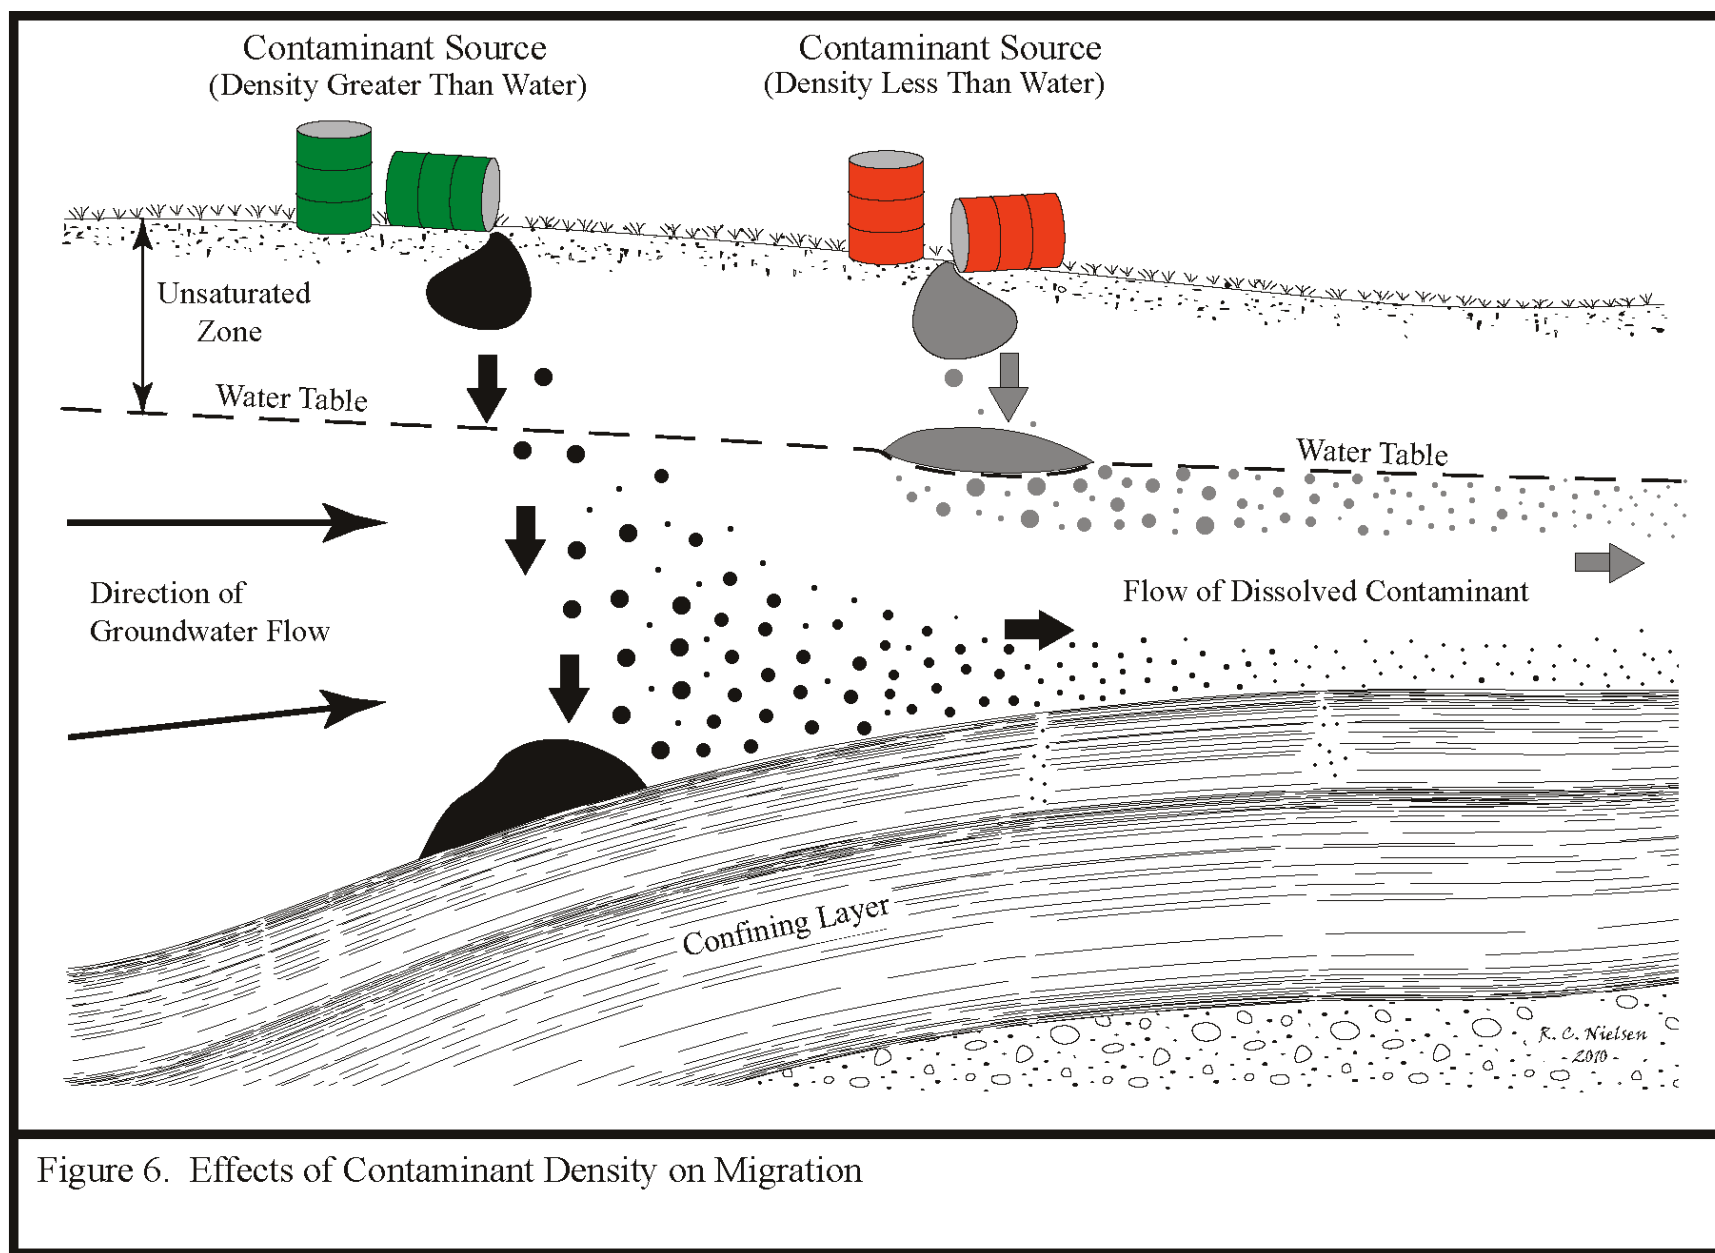 Contaminant Source
(Density Greater Than Water)
Contaminant Source
(Density Less Than Water)
Unsaturated
Zone
Water Table
Water Table
Direction of
Groundwater Flow
Flow of Dissolved Contaminant
Confining Layer
R. C. Nielsen
- 2010 -
Figure 6. Effects of Contaminant Density on Migration